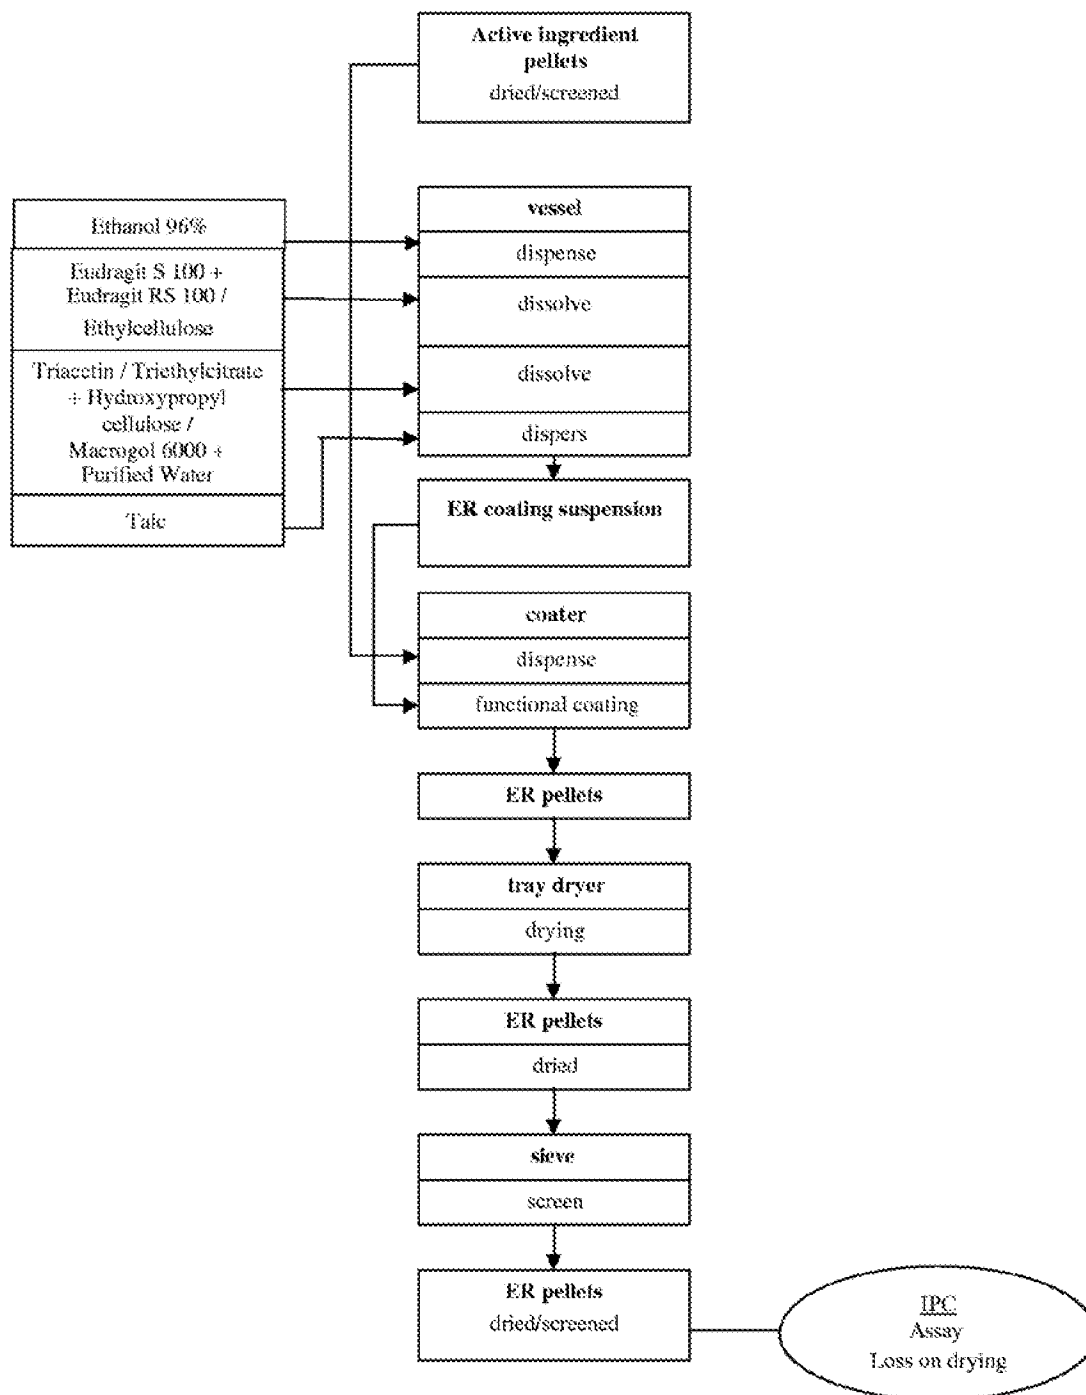 Active ingredient
pellets
dried/screened
Ethanol 96%
Eudragit S 100 +
Eudragit RS 100 /
Ethylcellulose
Triacetin / Triethylcitrate
+ Hydroxypropyl
cellulose /
Macrogol 6000 +
Purified Water
Talc
vessel
dispense
dissolve
dissolve
dispers
ER coating suspension
coater
dispense
functional coating
ER pellets
tray dryer
drying
ER pellets
dried
sieve
screen
ER pellets
dried/screened
IPC
Assay
Loss on drying